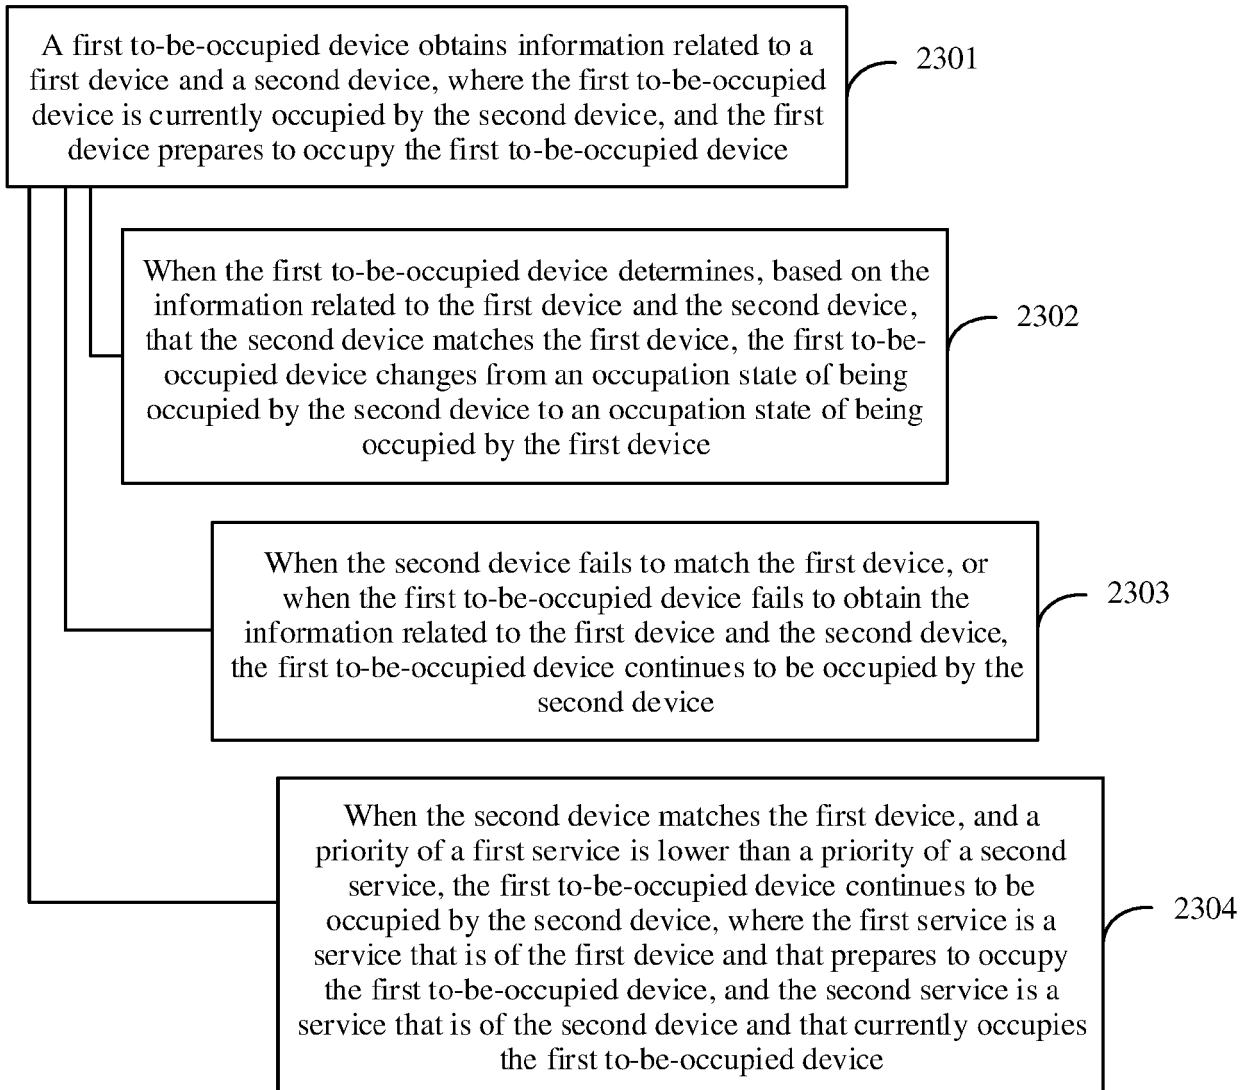 A first to-be-occupied device obtains information related to a
first device and a second device, where the first to-be-occupied
device is currently occupied by the second device, and the first
device prepares to occupy the first to-be-occupied device
2301
When the first to-be-occupied device determines, based on the
information related to the first device and the second device,
that the second device matches the first device, the first to-be-
occupied device changes from an occupation state of being
occupied by the second device to an occupation state of being
occupied by the first device
2302
When the second device fails to match the first device, or
when the first to-be-occupied device fails to obtain the
information related to the first device and the second device,
the first to-be-occupied device continues to be occupied by the
second device
2303
When the second device matches the first device, and a
priority of a first service is lower than a priority of a second
service, the first to-be-occupied device continues to be
occupied by the second device, where the first service is a
service that is of the first device and that prepares to occupy
the first to-be-occupied device, and the second service is a
service that is of the second device and that currently occupies
the first to-be-occupied device
2304